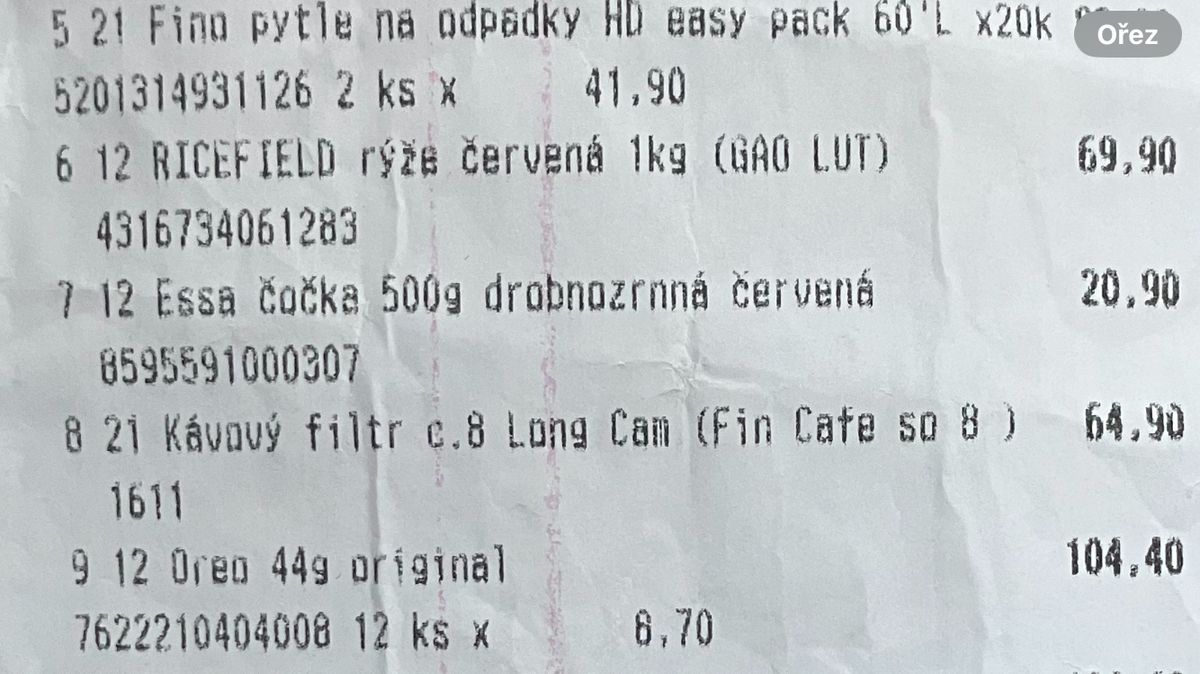 5 21 Fino pytle na odpadky HD easy pack 60'L x20k
Ořez
5201314931126 2 ks x 41,90
6 12 RICEFIELD rýže červená 1kg (GAO LUT) 69,90
4316734061283
7 12 Essa čočka 500g drobnozrnná červená 20,90
8595591000307
8 21 Kávový filtr c.8 Long Cam (Fin Cafe so 8 ) 64,90
1611
9 12 Oreo 44g original 104,40
7622210404008 12 ks x 8,70